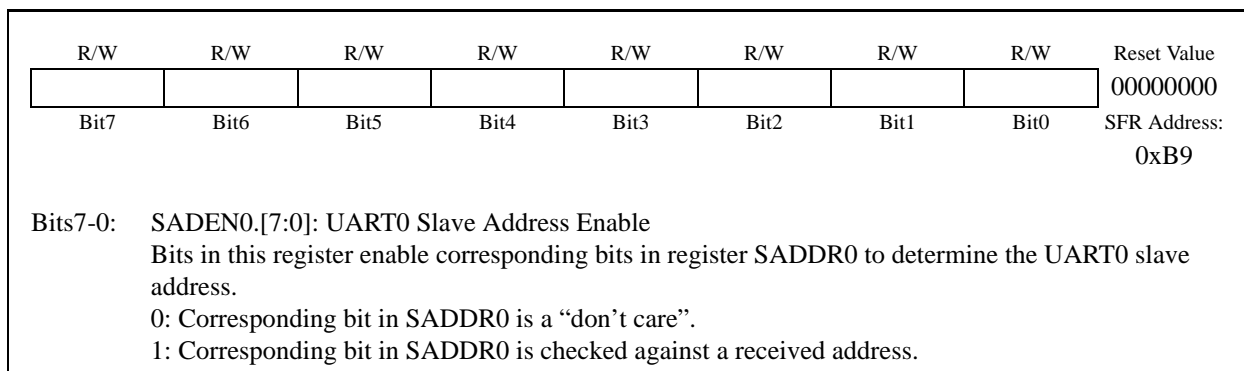 R/W R/W R/W R/W R/W R/W R/W R/W Reset Value
00000000
Bit7 Bit6 Bit5 Bit4 Bit3 Bit2 Bit1 Bit0 SFR Address:
0xB9
Bits7-0: SADEN0.[7:0]: UART0 Slave Address Enable
Bits in this register enable corresponding bits in register SADDR0 to determine the UART0 slave
address.
0: Corresponding bit in SADDR0 is a “don’t care”.
1: Corresponding bit in SADDR0 is checked against a received address.